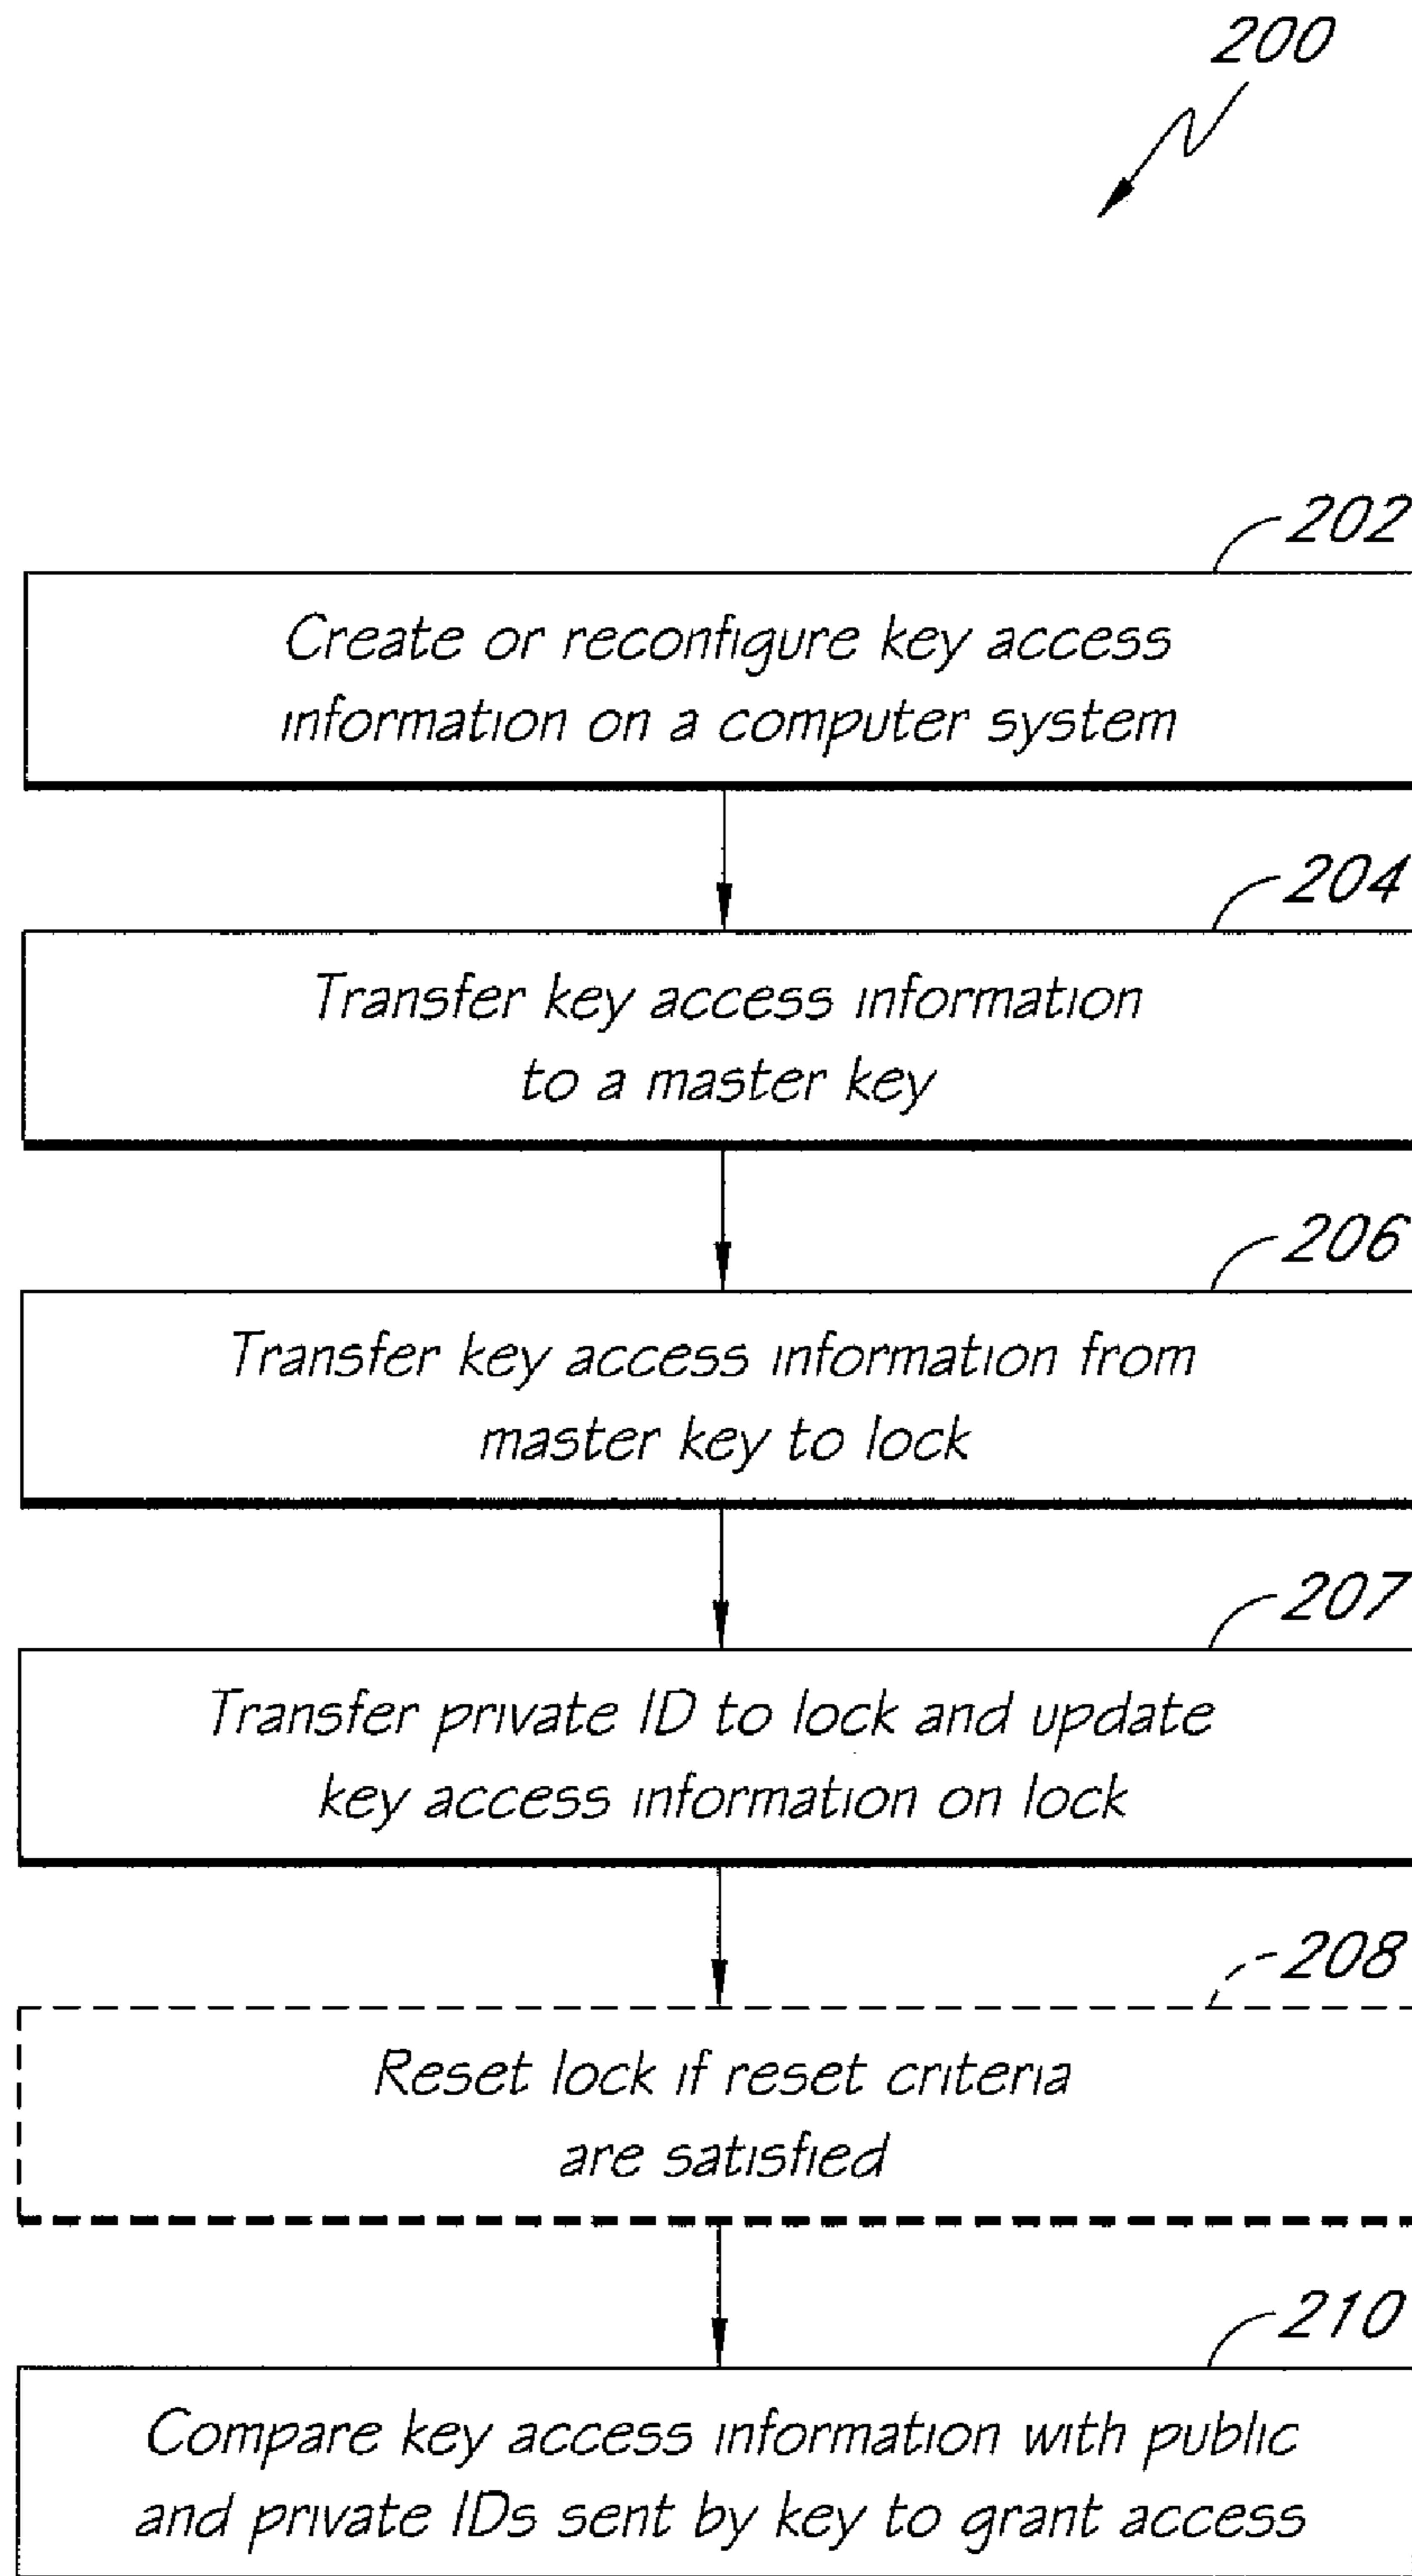 200
202
Create or reconfigure key access
information on a computer system
204
Transfer key access information
to a master key
206
Transfer key access information from
master key to lock
207
Transfer private ID to lock and update
key access information on lock
208
Reset lock if reset criteria
are satisfied
210
Compare key access information with public
and private IDs sent by key to grant access